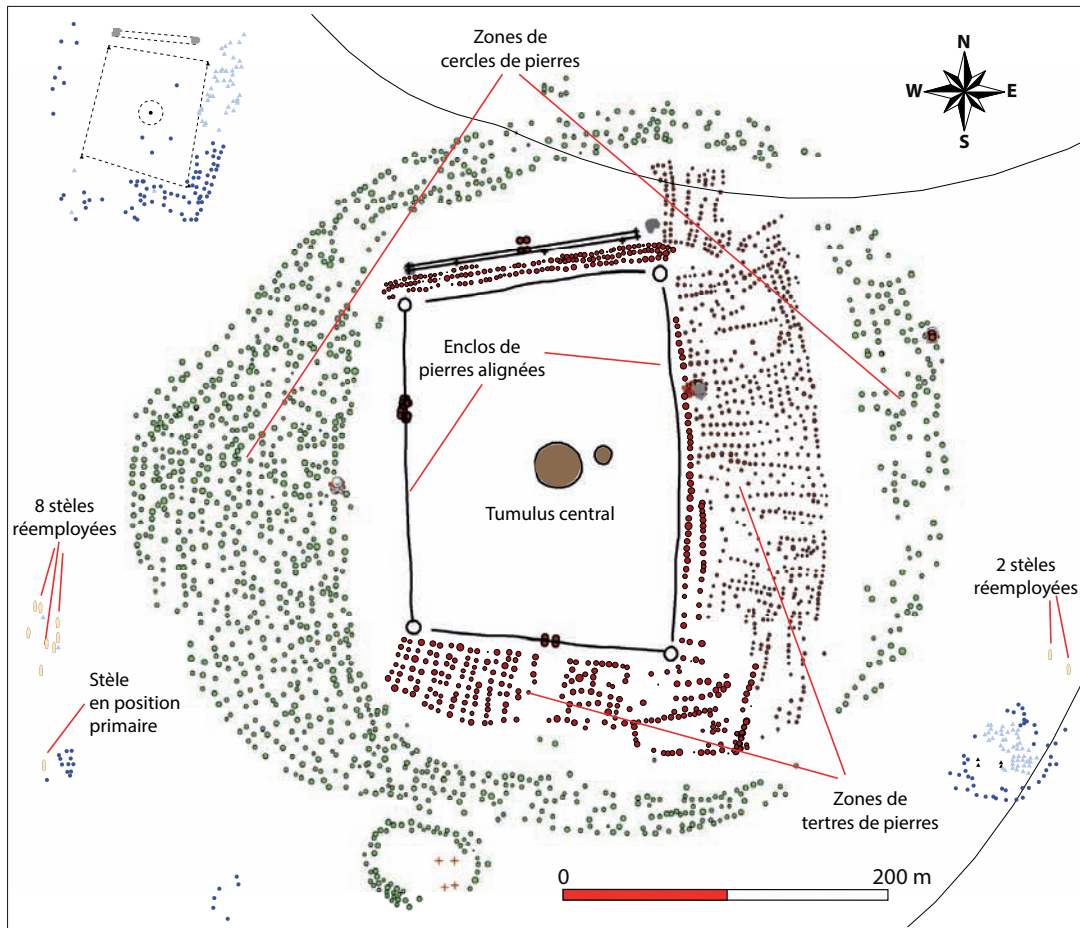 Zones de
cercles de pierres
N
W
E
S
Enclos de
pierres alignées
Tumulus central
8 stèles
réemployées
2 stèles
réemployées
Stèle
en position
primaire
Zones de
tertres de pierres
0
200 m